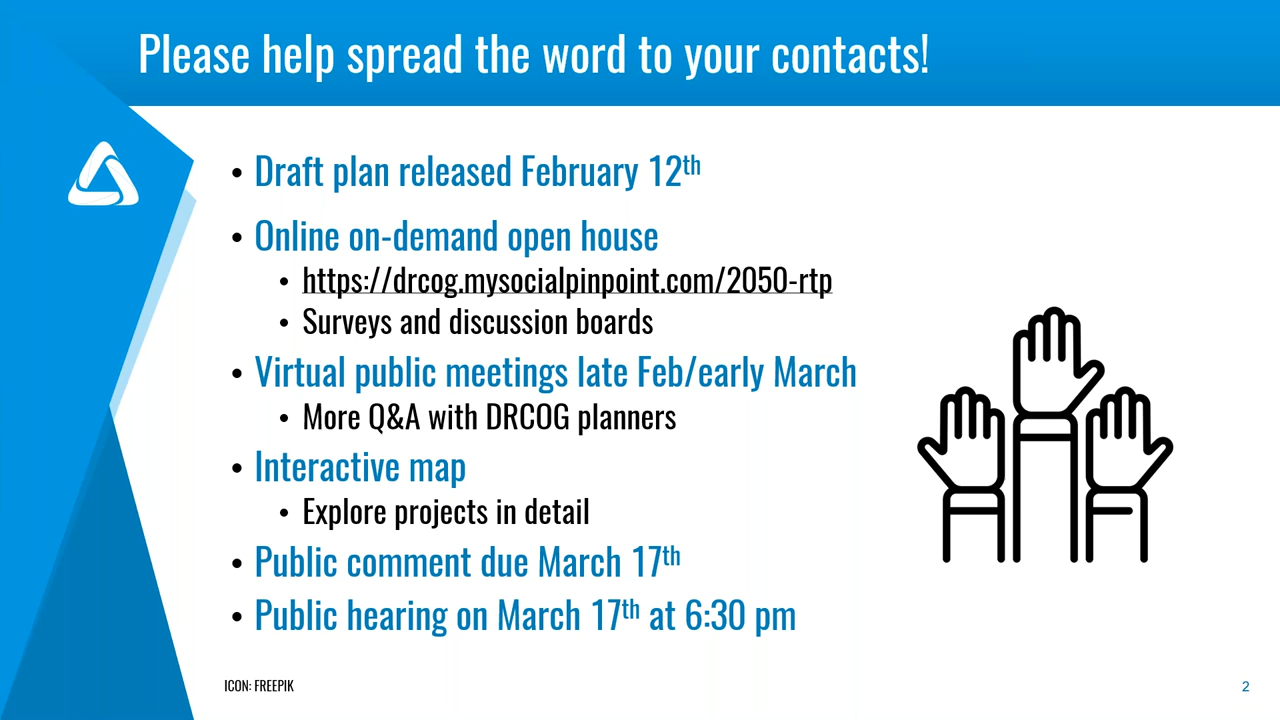 Please help spread the word to your contacts!
• Draft plan released February 12th
• Online on-demand open house
• https://drcog.mysocialpinpoint.com/2050-rtp
• Surveys and discussion boards
• Virtual public meetings late Feb/early March
• More Q&A with DRCOG planners
• Interactive map
• Explore projects in detail
• Public comment due March 17th
• Public hearing on March 17th at 6:30 pm
ICON: FREEPIK
2